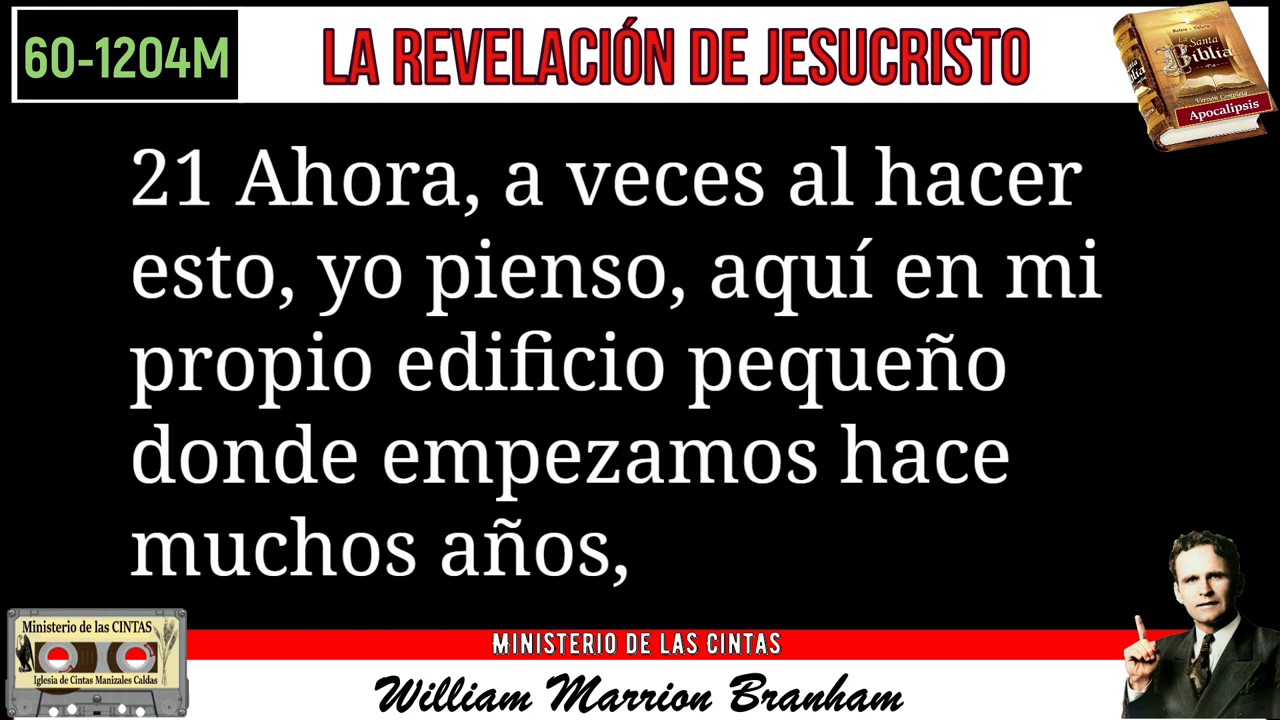 60-1204M
LA REVELACIÓN DE JESUCRISTO
La Santa
Biblia
Apocalipsis
21 Ahora, a veces al hacer
esto, yo pienso, aquí en mi
propio edificio pequeño
donde empezamos hace
muchos años,
Ministerio de las CINTAS
Iglesia de Cintas Manizales Caldas
MINISTERIO DE LAS CINTAS
William Marrion Branham